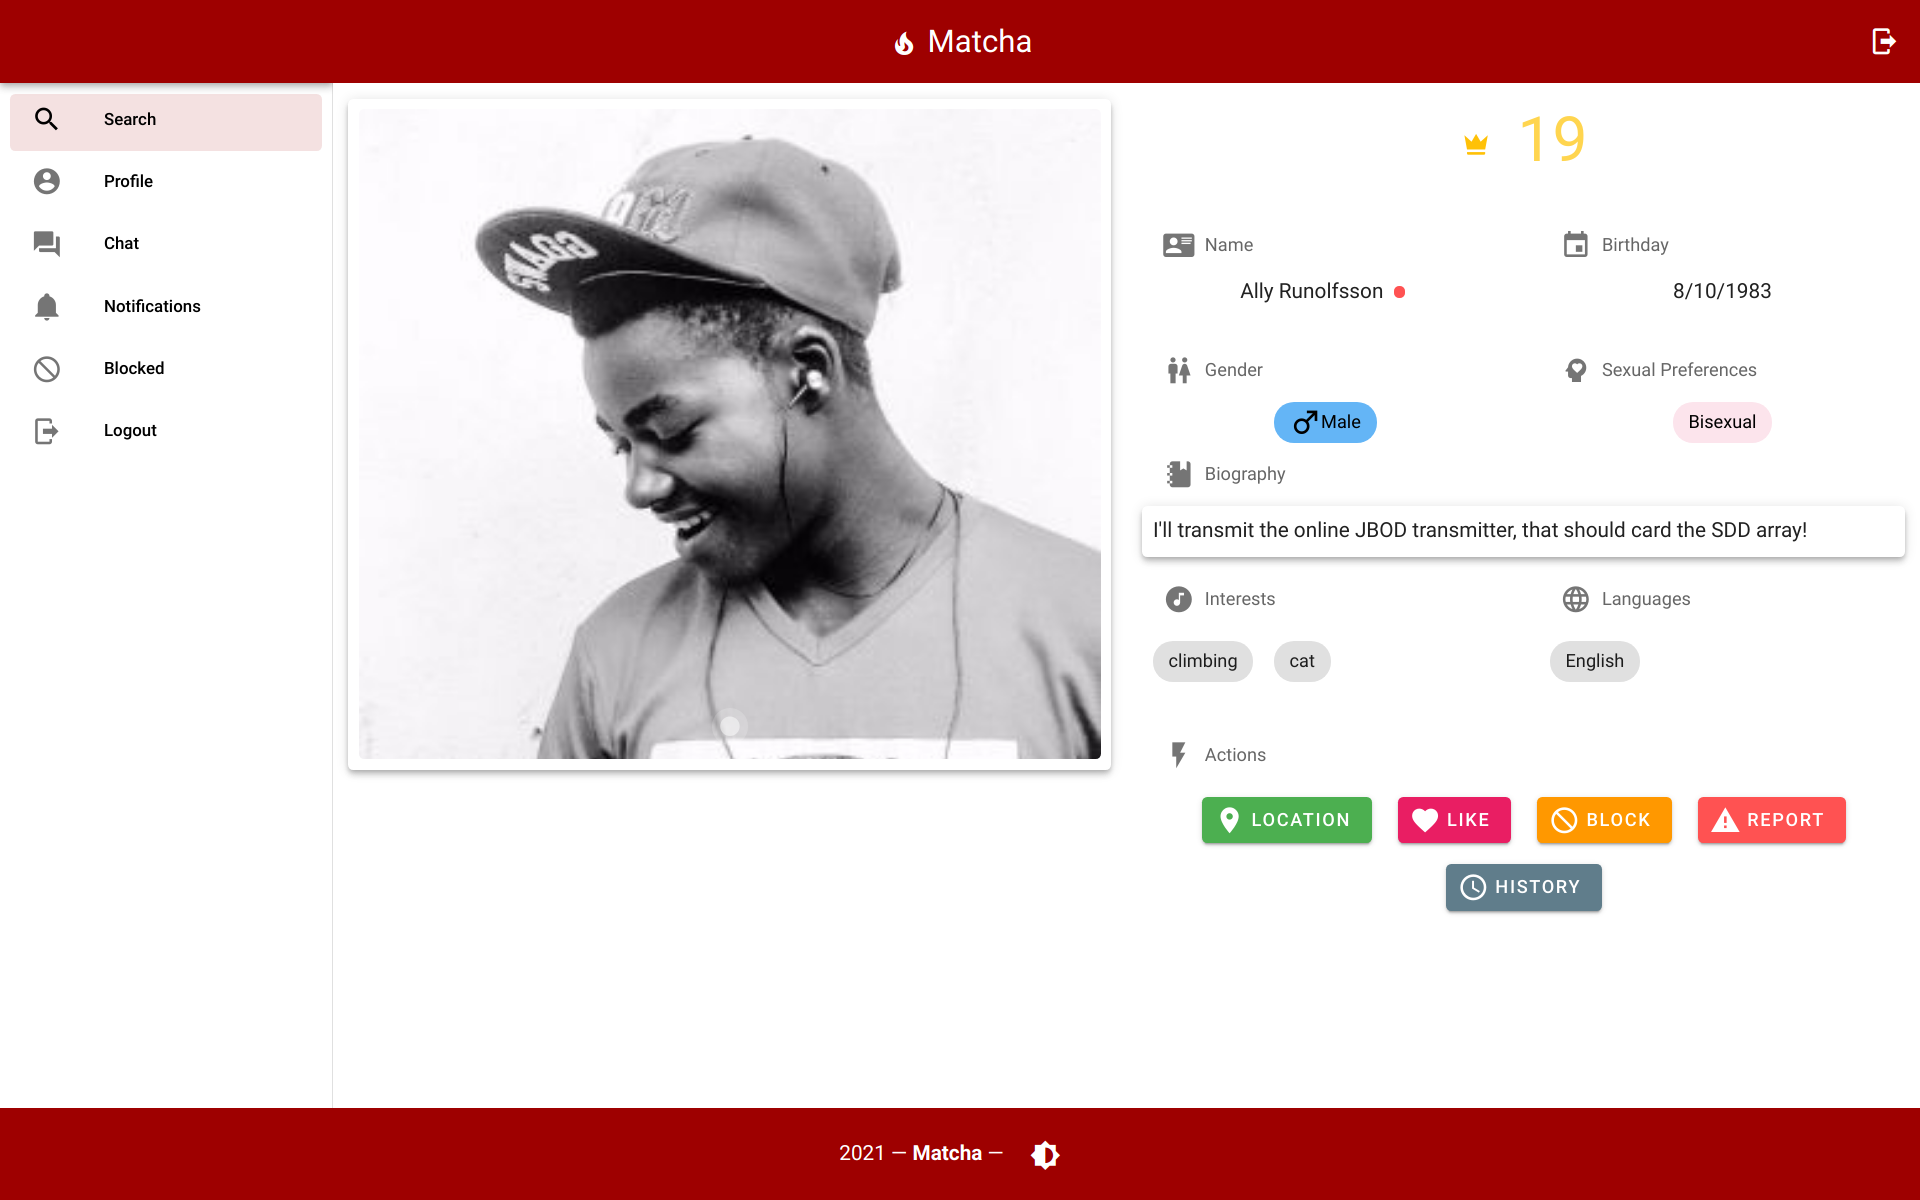 Matcha
Search
Profile
Chat
Notifications
Blocked
Logout
SWAGG
19
Name
Birthday
Ally Runolfsson
8/10/1983
Gender
Sexual Preferences
Male
Bisexual
Biography
I'll transmit the online JBOD transmitter, that should card the SDD array!
Interests
Languages
climbing
cat
English
Actions
LOCATION
LIKE
BLOCK
REPORT
HISTORY
2021 — Matcha —